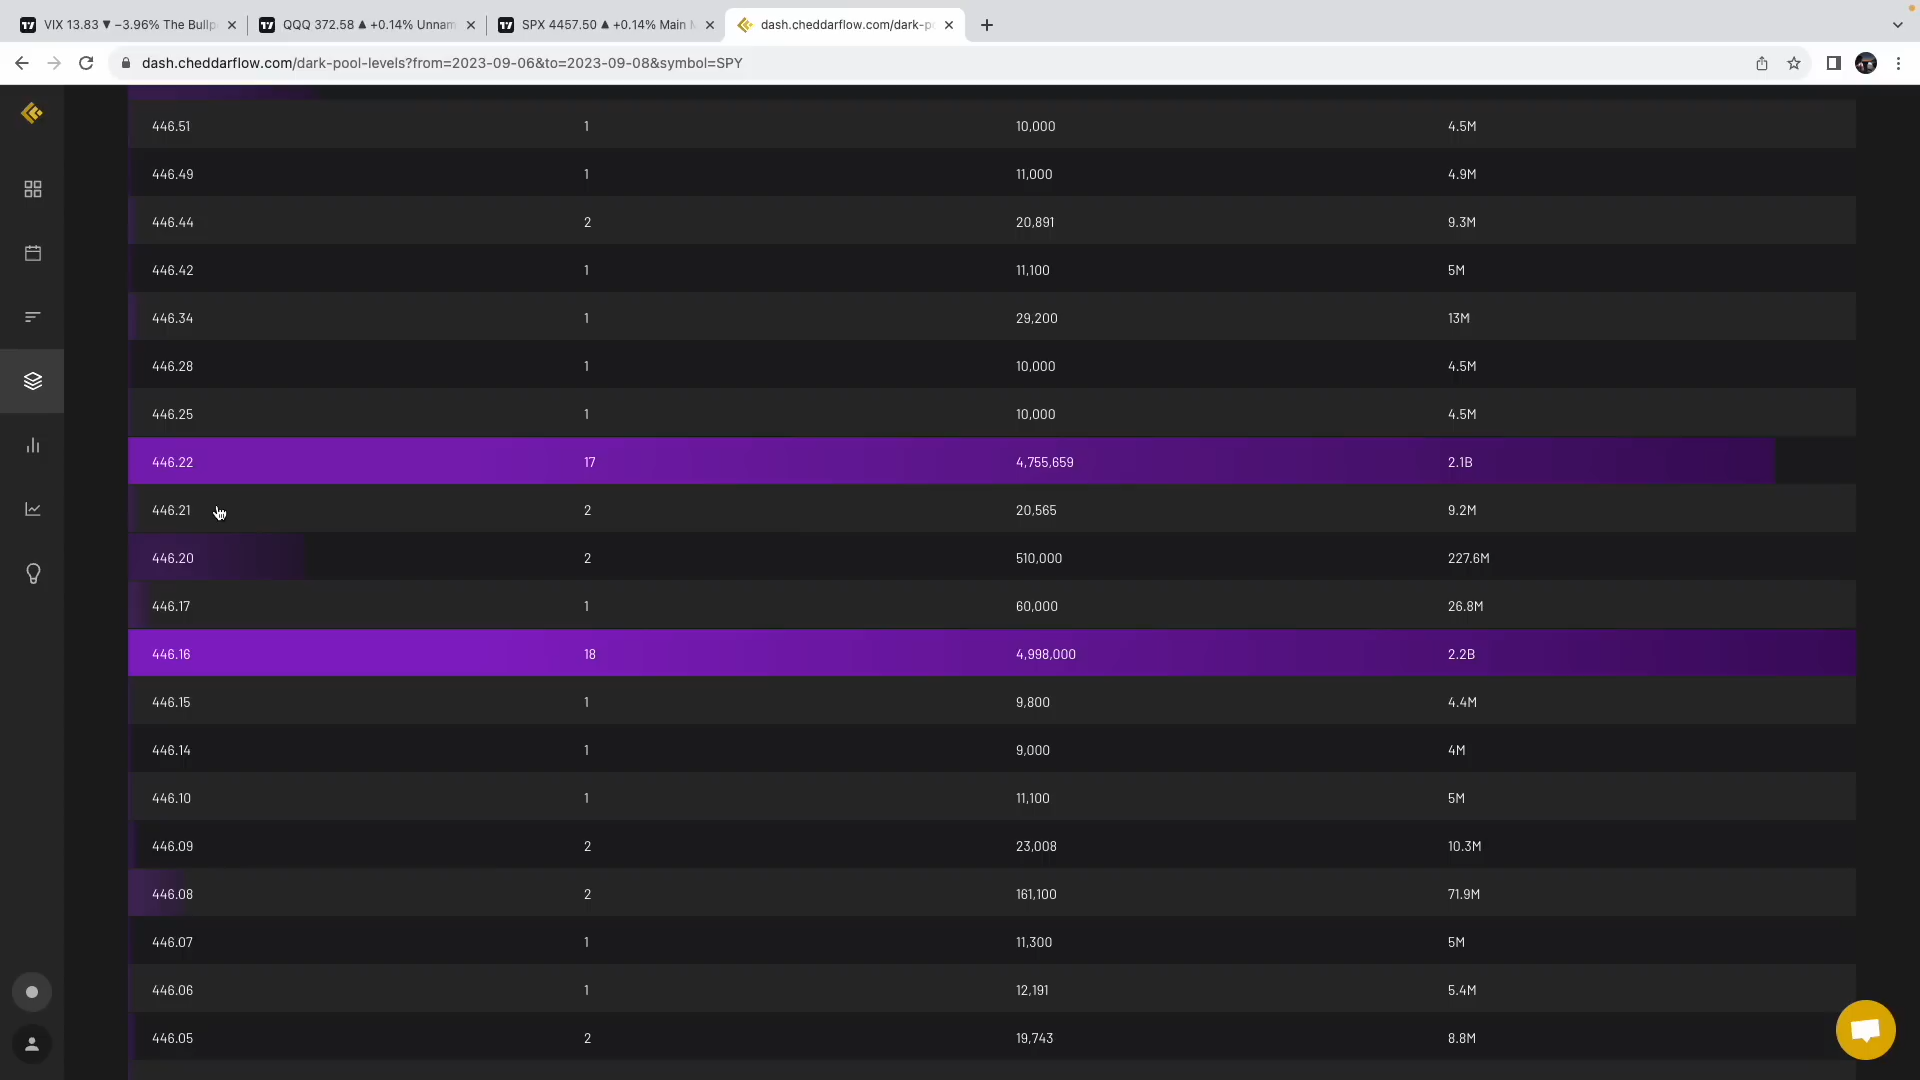 VIX 13.83 ▼ −3.96% The Bullp
QQQ 372.58 ▲ +0.14% Unnam
SPX 4457.50 ▲ +0.14% Main
dash.cheddarflow.com/dark-p
dash.cheddarflow.com/dark-pool-levels?from=2023-09-06&to=2023-09-08&symbol=SPY
446.51 1 10,000 4.5M
446.49 1 11,000 4.9M
446.44 2 20,891 9.3M
446.42 1 11,100 5M
446.34 1 29,200 13M
446.28 1 10,000 4.5M
446.25 1 10,000 4.5M
446.22 17 4,755,659 2.1B
446.21 2 20,565 9.2M
446.20 2 510,000 227.6M
446.17 1 60,000 26.8M
446.16 18 4,998,000 2.2B
446.15 1 9,800 4.4M
446.14 1 9,000 4M
446.10 1 11,100 5M
446.09 2 23,008 10.3M
446.08 2 161,100 71.9M
446.07 1 11,300 5M
446.06 1 12,191 5.4M
446.05 2 19,743 8.8M